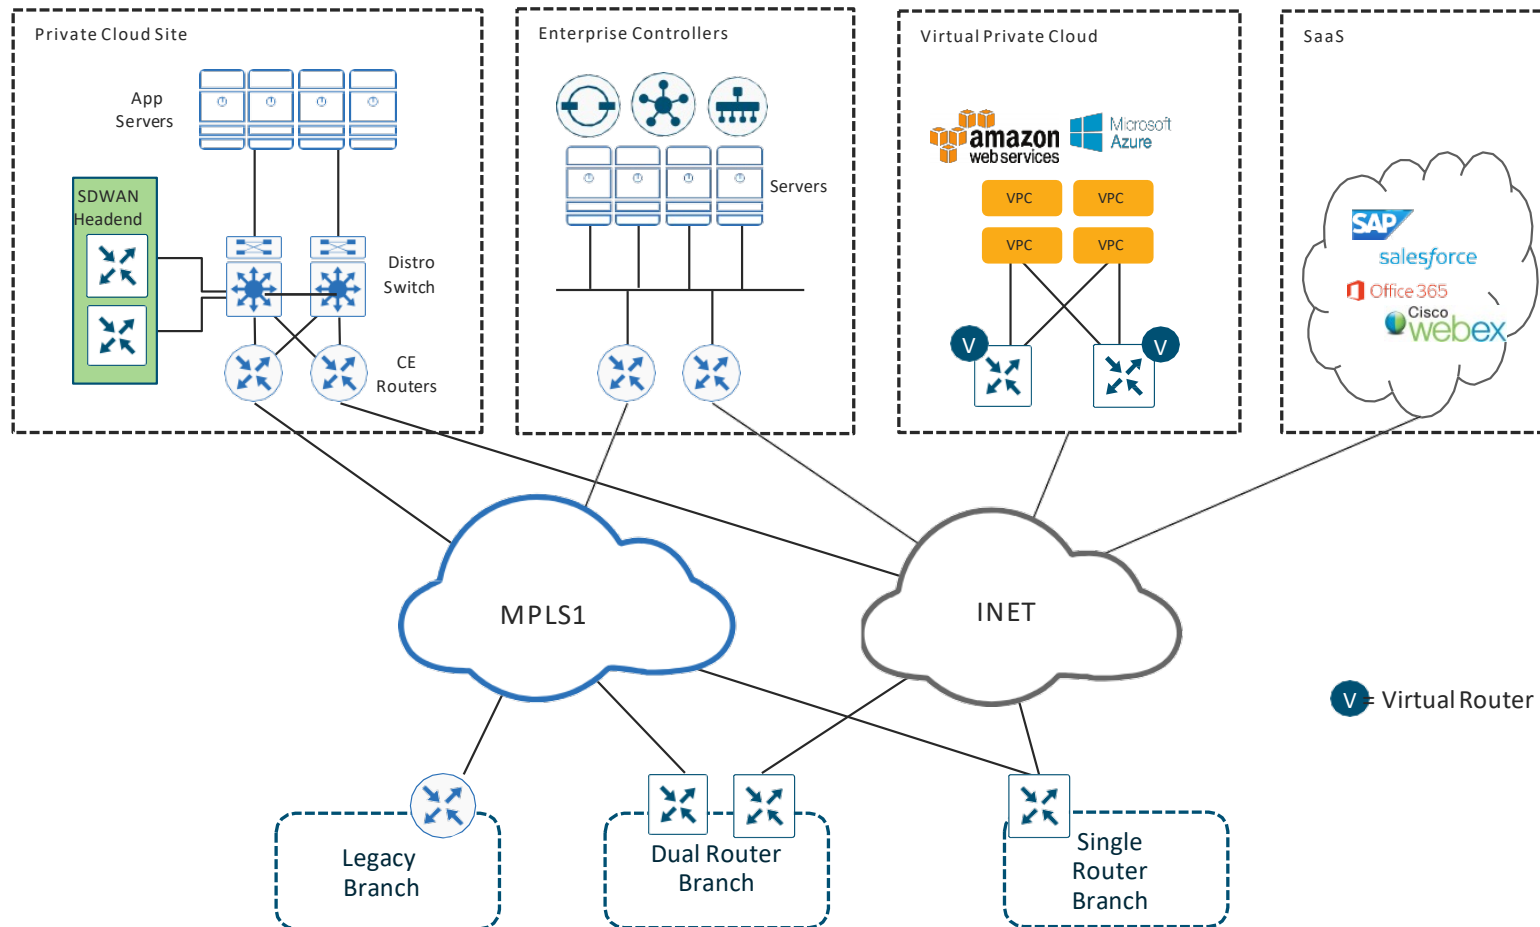 Private Cloud Site
Enterprise Controllers
Virtual Private Cloud
SaaS
App
Servers
SDWAN
Headend
Distro
Switch
CE
Routers
Servers
amazon
webservices
Microsoft
Azure
VPC
VPC
VPC
VPC
V
V
SAP
salesforce
Office 365
Cisco
webex
MPLS1
INET
V = Virtual Router
Legacy
Branch
Dual Router
Branch
Single
Router
Branch